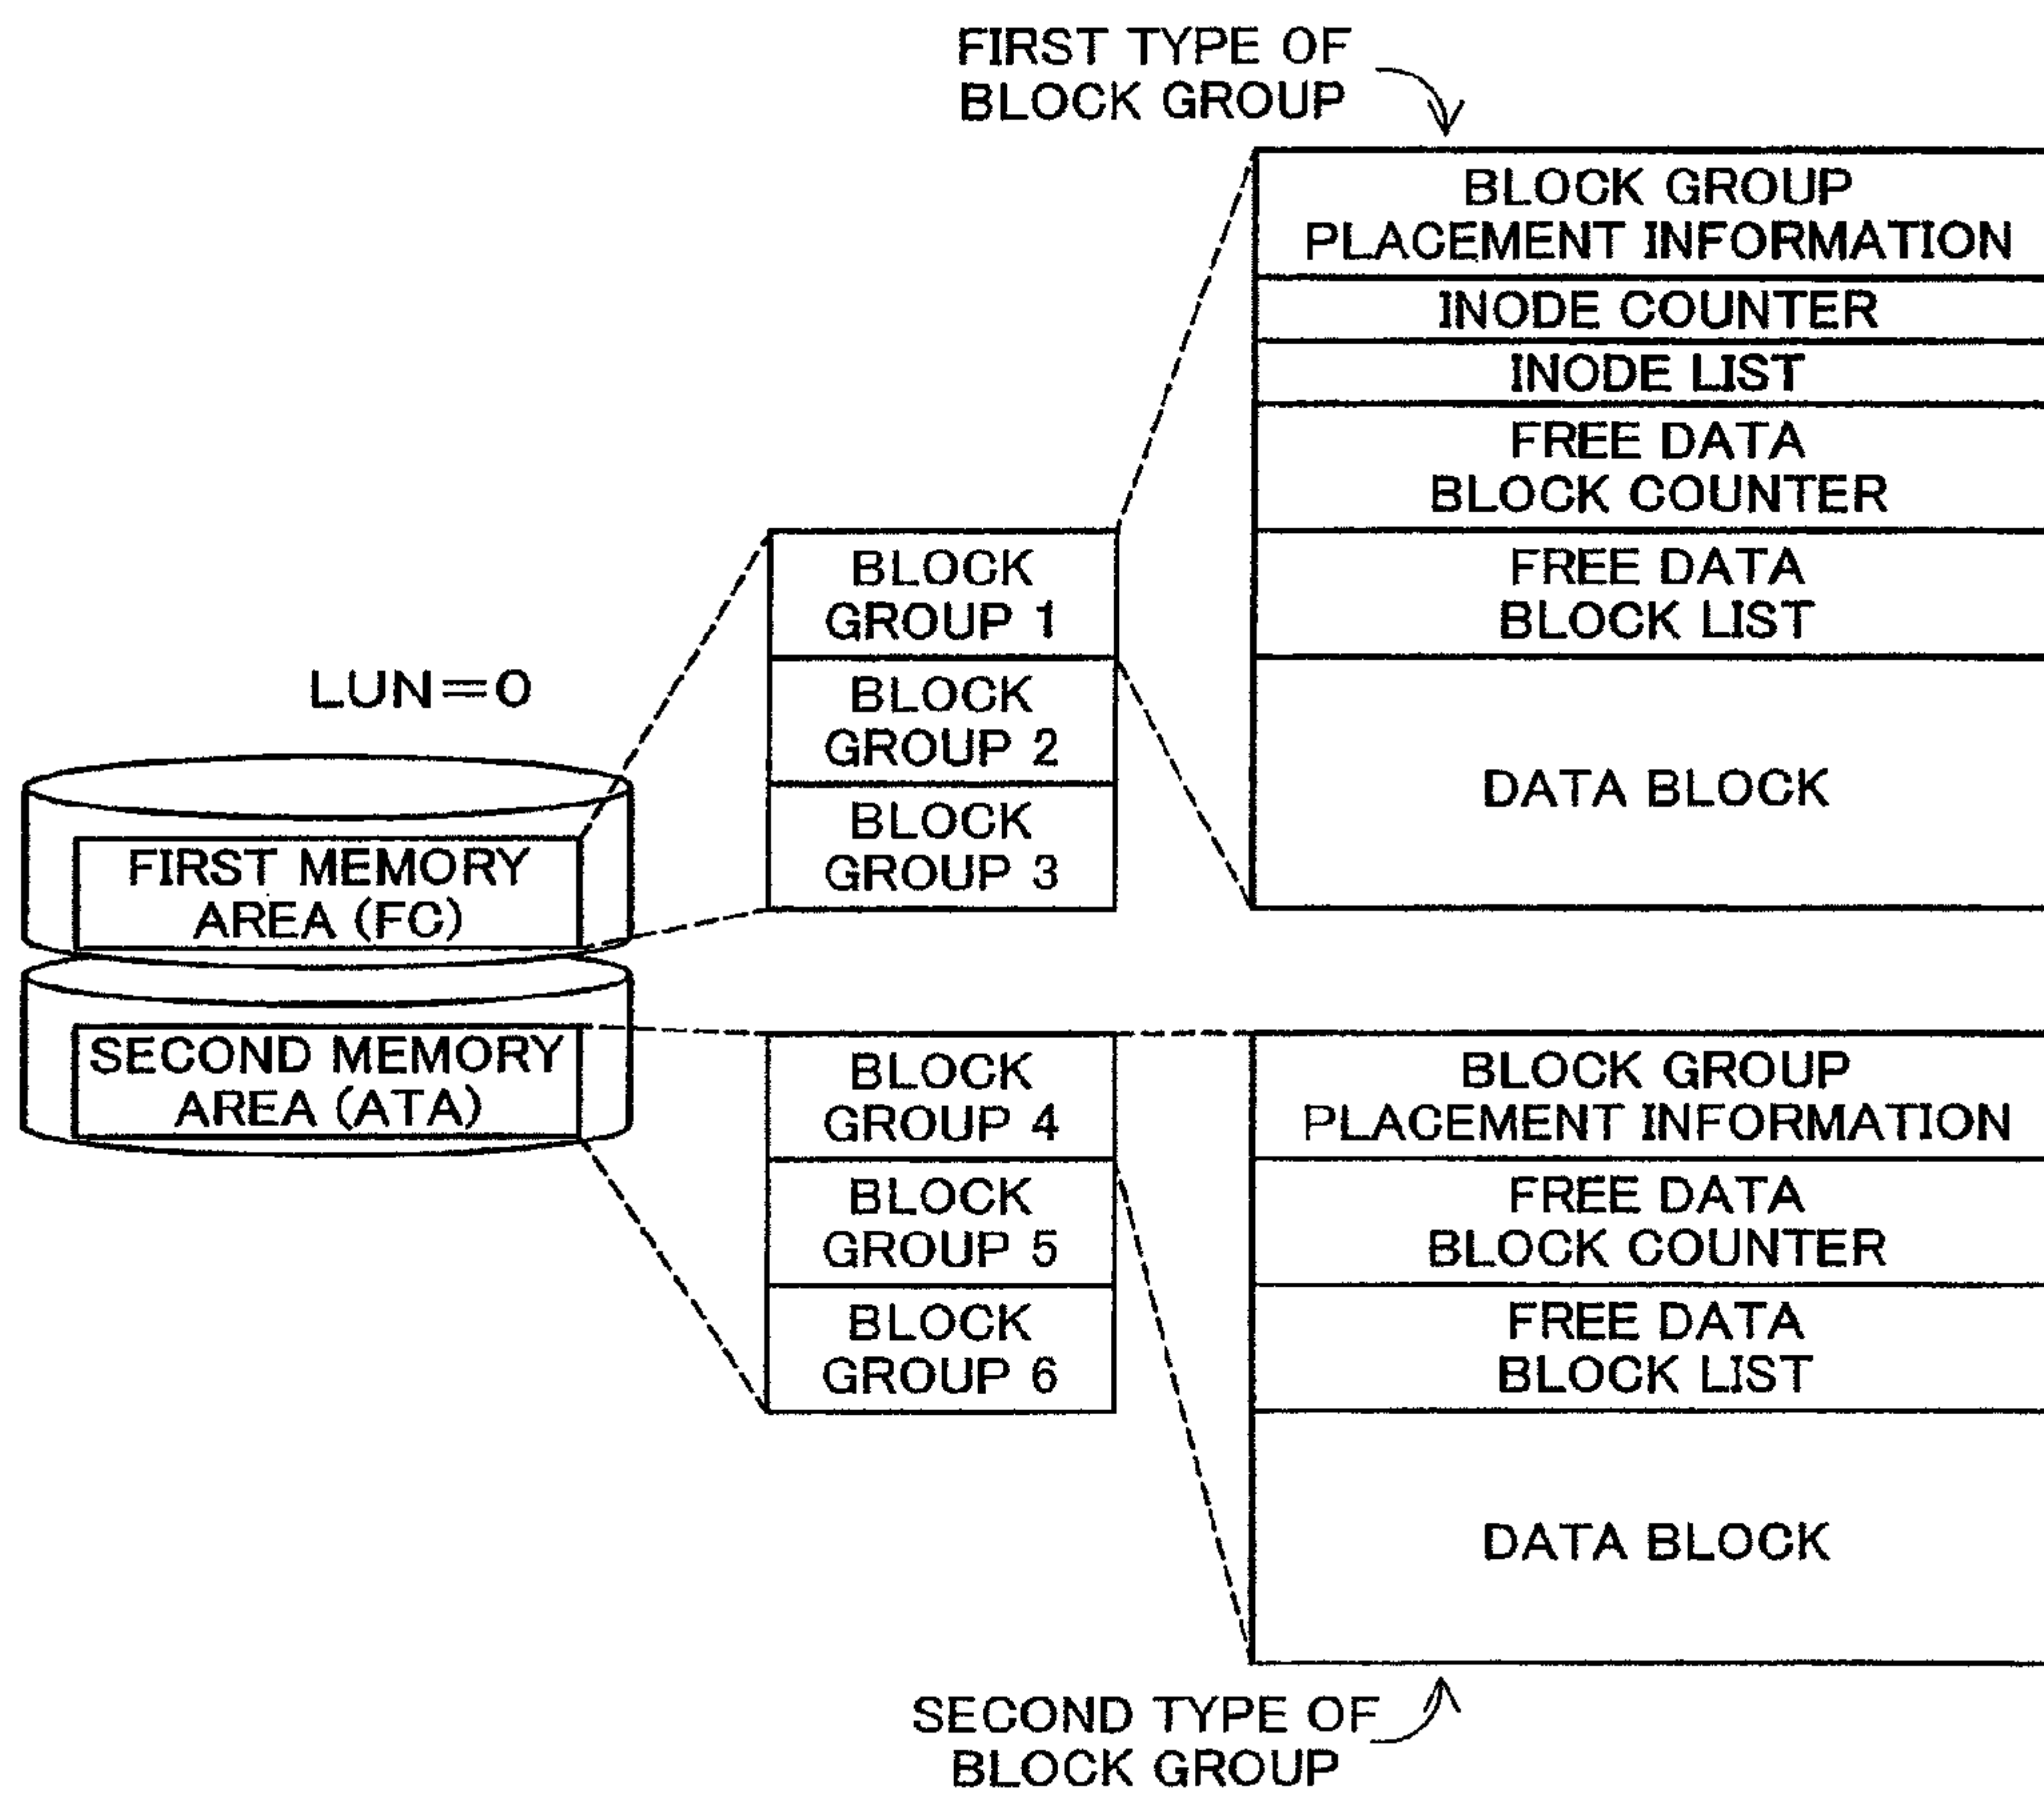 FIRST TYPE OF
BLOCK GROUP
BLOCK GROUP
PLACEMENT INFORMATION
INODE COUNTER
INODE LIST
FREE DATA
BLOCK COUNTER
FREE DATA
BLOCK LIST
DATA BLOCK
BLOCK
GROUP 1
BLOCK
GROUP 2
BLOCK
GROUP 3
LUN=0
FIRST MEMORY
AREA (FC)
SECOND MEMORY
AREA (ATA)
BLOCK
GROUP 4
BLOCK
GROUP 5
BLOCK
GROUP 6
BLOCK GROUP
PLACEMENT INFORMATION
FREE DATA
BLOCK COUNTER
FREE DATA
BLOCK LIST
DATA BLOCK
SECOND TYPE OF
BLOCK GROUP